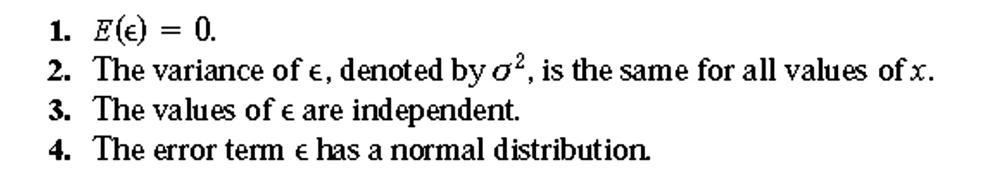 1. E(ϵ) = 0.
2. The variance of ϵ, denoted by σ², is the same for all values of x.
3. The values of ϵ are independent.
4. The error term ϵ has a normal distribution.